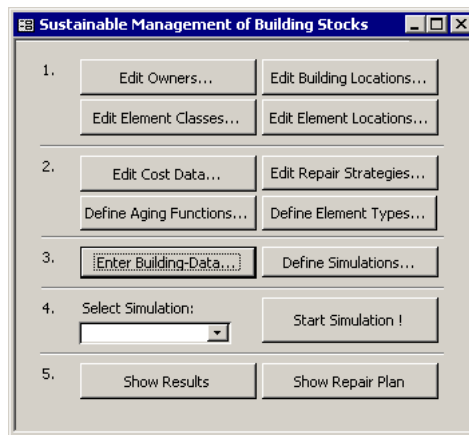 Sustainable Management of Building Stocks
1. Edit Owners... Edit Building Locations...
Edit Element Classes... Edit Element Locations...
2. Edit Cost Data... Edit Repair Strategies...
Define Aging Functions... Define Element Types...
3. Enter Building-Data... Define Simulations...
4. Select Simulation: Start Simulation !
5. Show Results Show Repair Plan